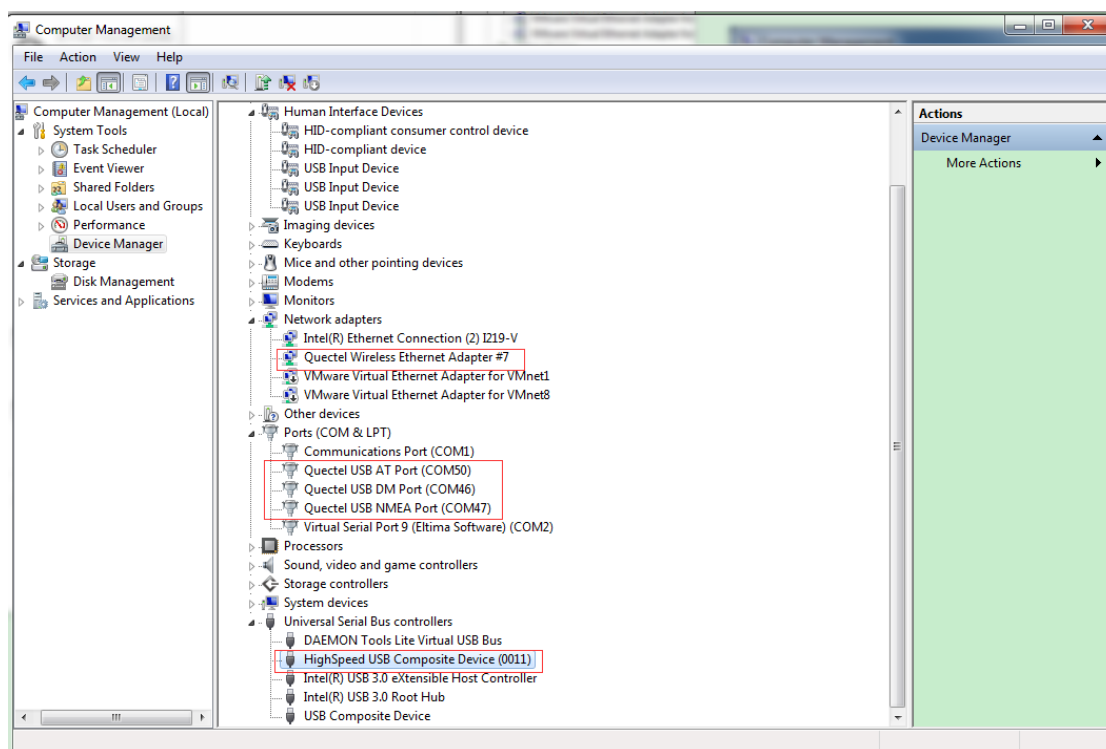 Computer Management
File Action View Help
Computer Management (Local)
System Tools
Task Scheduler
Event Viewer
Shared Folders
Local Users and Groups
Performance
Device Manager
Storage
Disk Management
Services and Applications
Human Interface Devices
HID-compliant consumer control device
HID-compliant device
USB Input Device
USB Input Device
USB Input Device
Imaging devices
Keyboards
Mice and other pointing devices
Modems
Monitors
Network adapters
Intel(R) Ethernet Connection (2) I219-V
Quectel Wireless Ethernet Adapter #7
VMware Virtual Ethernet Adapter for VMnet1
VMware Virtual Ethernet Adapter for VMnet8
Other devices
Ports (COM & LPT)
Communications Port (COM1)
Quectel USB AT Port (COM50)
Quectel USB DM Port (COM46)
Quectel USB NMEA Port (COM47)
Virtual Serial Port 9 (Eltima Software) (COM2)
Processors
Sound, video and game controllers
Storage controllers
System devices
Universal Serial Bus controllers
DAEMON Tools Lite Virtual USB Bus
HighSpeed USB Composite Device (0011)
Intel(R) USB 3.0 eXtensible Host Controller
Intel(R) USB 3.0 Root Hub
USB Composite Device
Actions
Device Manager
More Actions